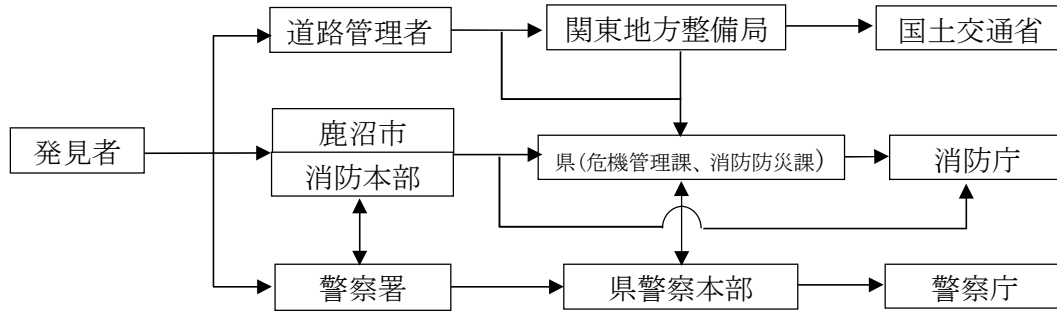 道路管理者
関東地方整備局
国土交通省
発見者
鹿沼市
消防本部
県(危機管理課、消防防災課)
消防庁
警察署
県警察本部
警察庁